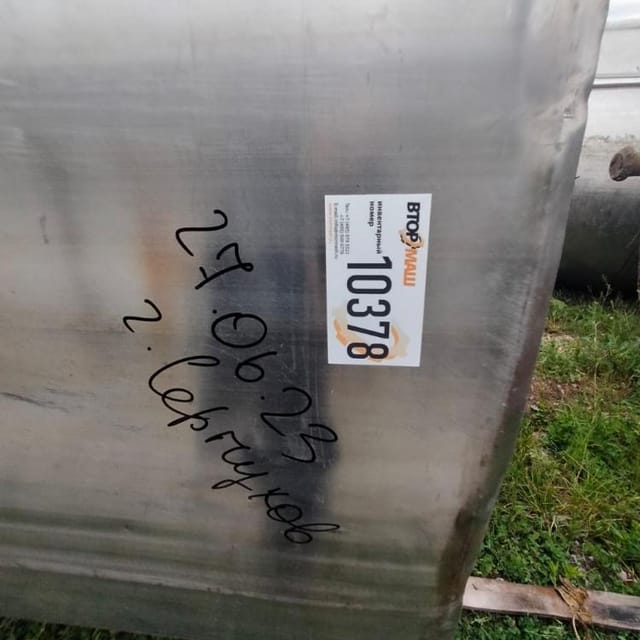 ВТОРМАШ
инвентарный
номер
10378
27.06.23
г. Серпухов